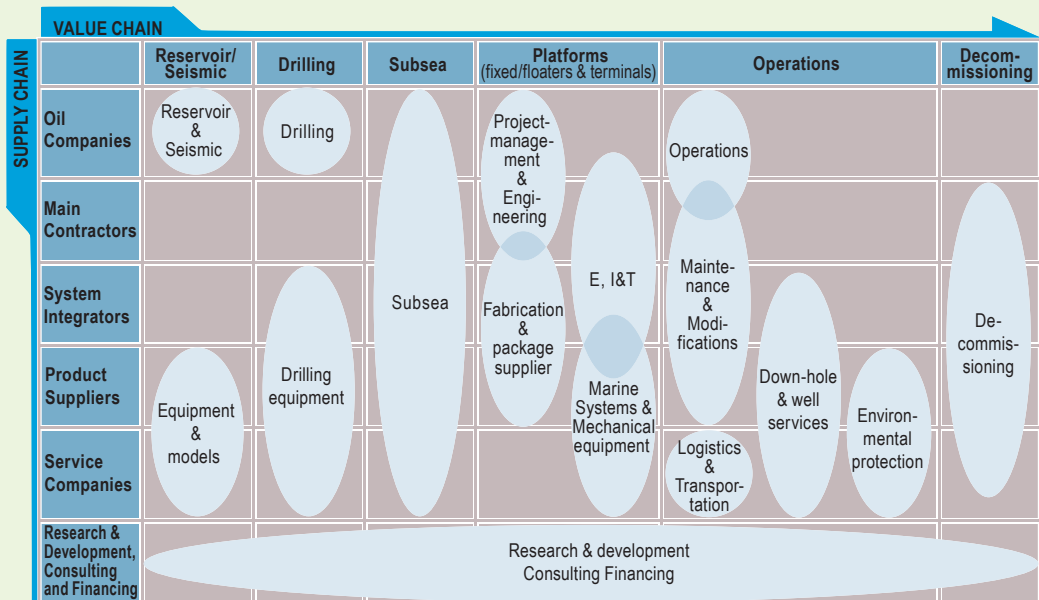 VALUE CHAIN
SUPPLY CHAIN
Reservoir/
Seismic
Drilling
Subsea
Platforms
(fixed/floaters & terminals)
Operations
Decom-
missioning
Oil
Companies
Reservoir
&
Seismic
Drilling
Project-
manage-
ment
&
Engi-
neering
Operations
Main
Contractors
System
Integrators
Subsea
Fabrication
&
package
supplier
E, I&T
Mainte-
nance
&
Modi-
fications
De-
commis-
sioning
Product
Suppliers
Equipment
&
models
Drilling
equipment
Marine
Systems &
Mechanical
equipment
Down-hole
& well
services
Environ-
mental
protection
Service
Companies
Logistics
&
Transpor-
tation
Research &
Development,
Consulting
and Financing
Research & development
Consulting Financing